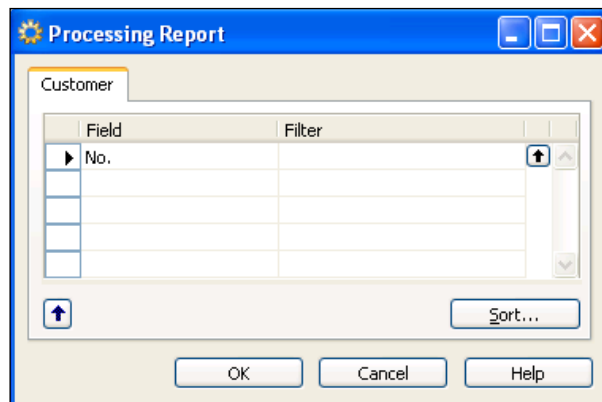 Processing Report
Customer
Field Filter
No.
Sort...
OK Cancel Help